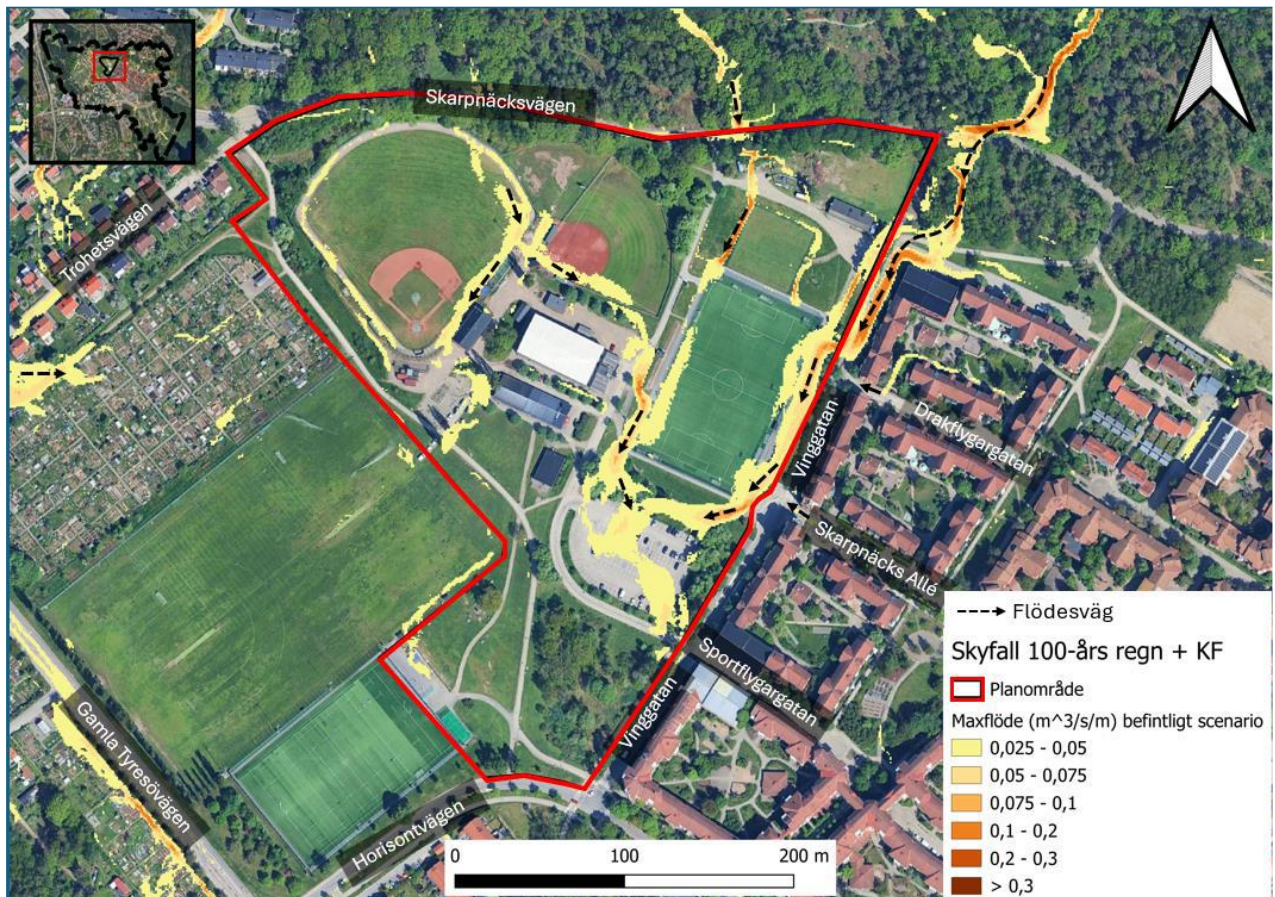 Skarpnäcksvägen
Trohetsvägen
Vinggatan
Drakflygargatan
Skarpnäcks Allé
Sportflygargatan
Vinggatan
Gamla Tyresövägen
Horisontvägen
Flödesväg
Skyfall 100-års regn + KF
Planområde
Maxflöde (m^3/s/m) befintligt scenario
0,025 - 0,05
0,05 - 0,075
0,075 - 0,1
0,1 - 0,2
0,2 - 0,3
> 0,3
0 100 200 m